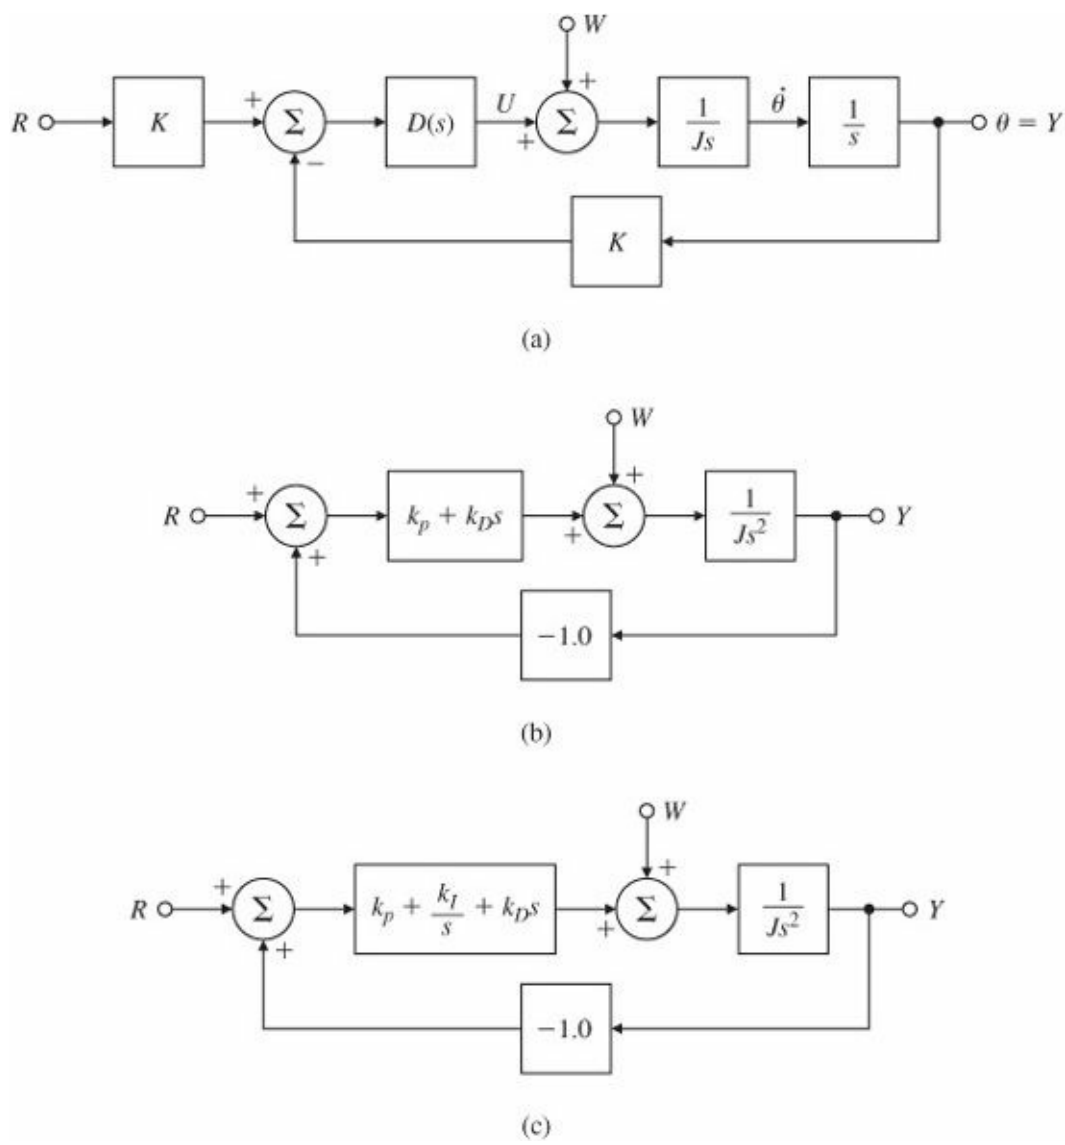 W
+
R K + Σ − D(s) U + Σ 1/Js θ̇ 1/s θ = Y
K
(a)
W
+
R + Σ + k_p + k_D s + Σ 1/Js² Y
−1.0
(b)
W
+
R + Σ + k_p + k_I/s + k_D s + Σ 1/Js² Y
−1.0
(c)